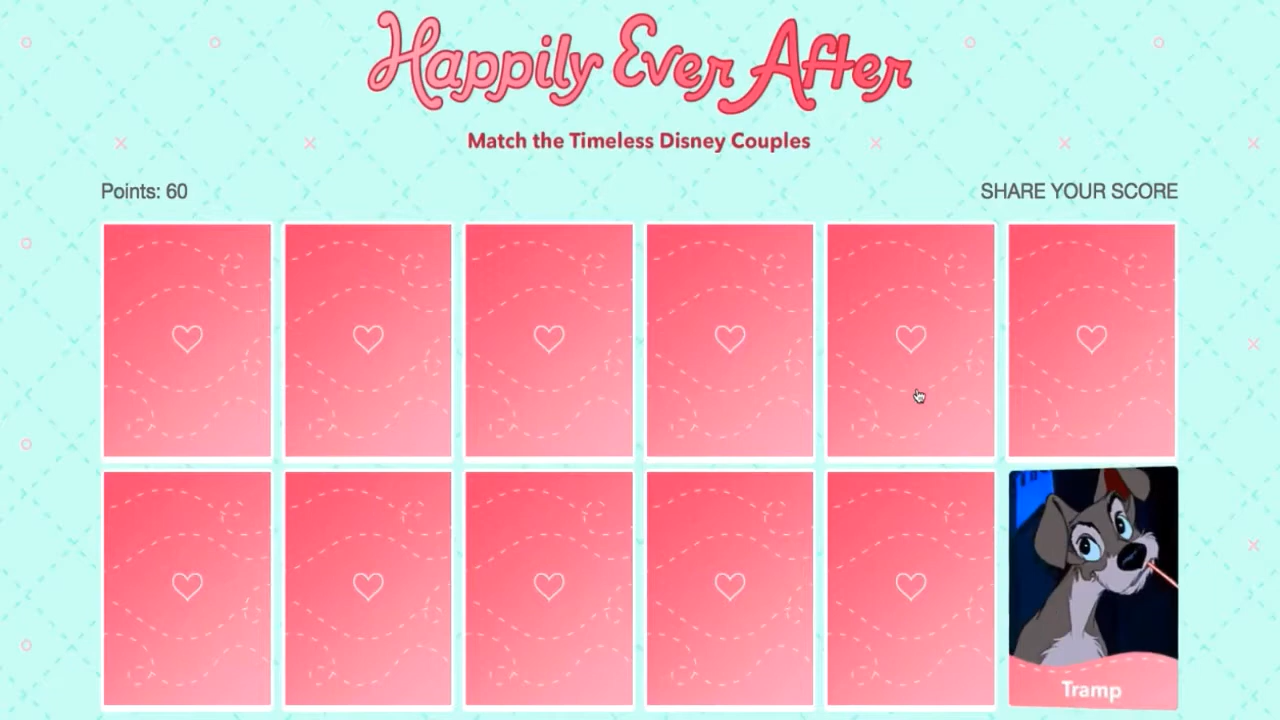 Happily Ever After
Match the Timeless Disney Couples
Points: 60
SHARE YOUR SCORE
Tramp